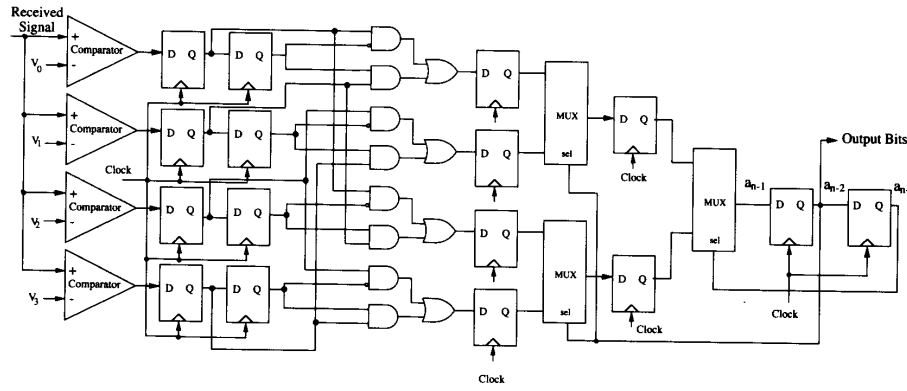 Received
Signal
+
Comparator
V0
-
D Q
D Q
D Q
MUX
D Q
+
Comparator
V1
-
D Q
D Q
D Q
sel
Clock
Output Bits
Clock
MUX
an-1
D Q
an-2
D Q
an-
+
Comparator
V2
-
D Q
D Q
D Q
MUX
sel
D Q
sel
+
Comparator
V3
-
D Q
D Q
D Q
Clock
Clock
Clock